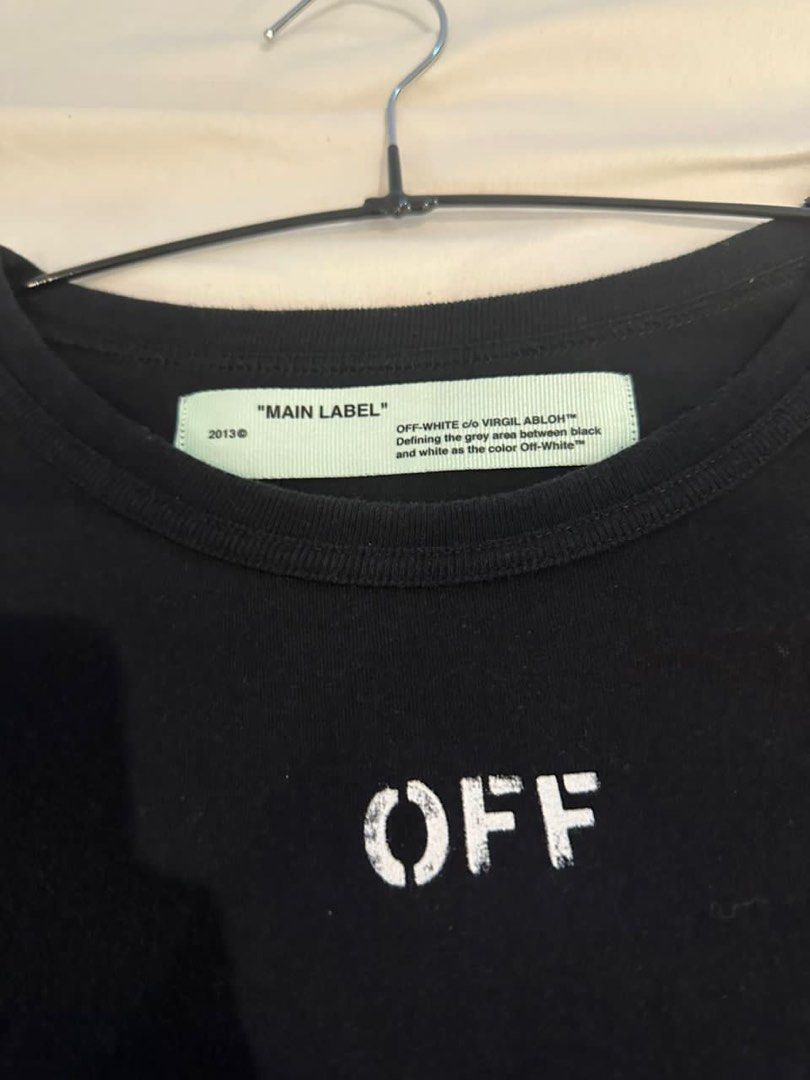 "MAIN LABEL"
2013©
OFF-WHITE c/o VIRGIL ABLOH™
Defining the grey area between black
and white as the color Off-White™
OFF